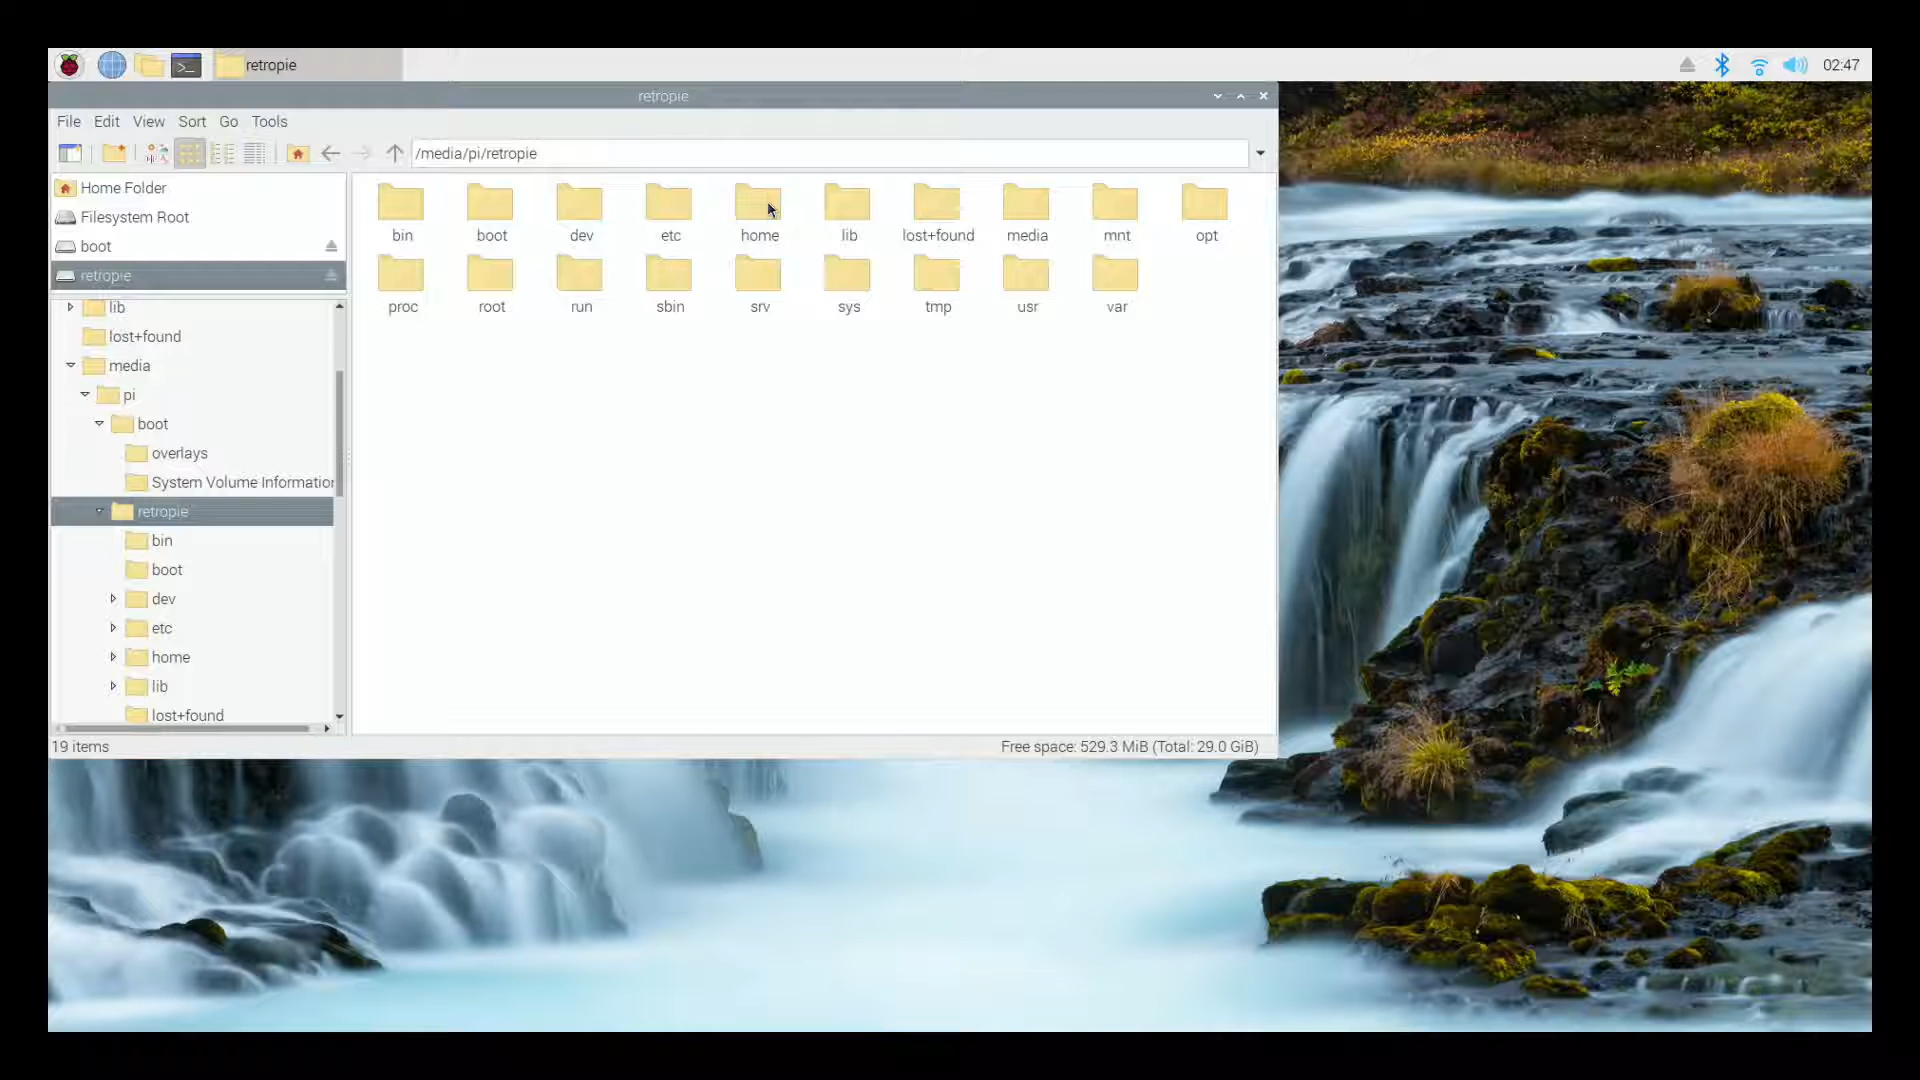 retropie
02:47
retropie
File Edit View Sort Go Tools
/media/pi/retropie
Home Folder
Filesystem Root
boot
retropie
lib
lost+found
media
pi
boot
overlays
System Volume Information
retropie
bin
boot
dev
etc
home
lib
lost+found
bin boot dev etc home lib lost+found media mnt opt
proc root run sbin srv sys tmp usr var
19 items
Free space: 529.3 MiB (Total: 29.0 GiB)